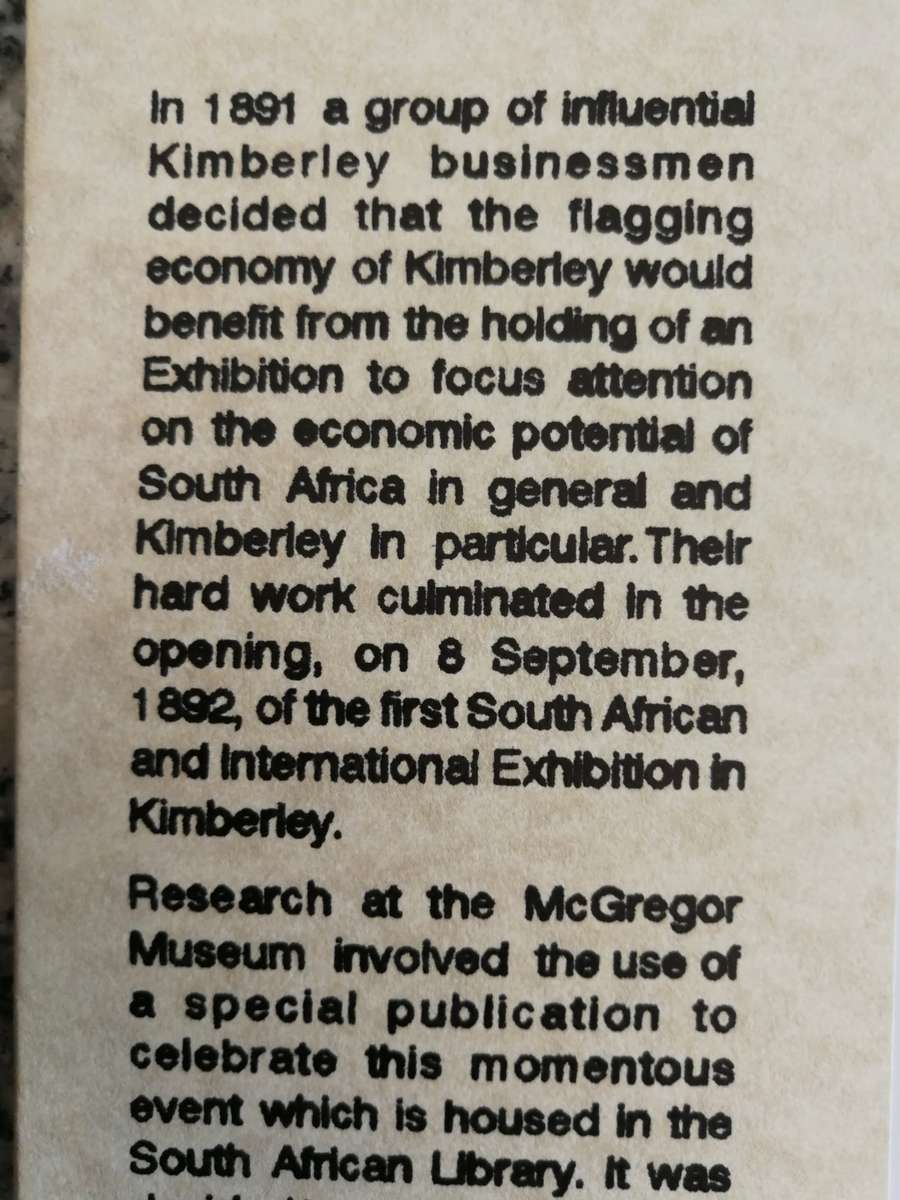 In 1891 a group of influential
Kimberley businessmen
decided that the flagging
economy of Kimberley would
benefit from the holding of an
Exhibition to focus attention
on the economic potential of
South Africa in general and
Kimberley in particular. Their
hard work culminated in the
opening, on 8 September,
1892, of the first South African
and International Exhibition in
Kimberley.
Research at the McGregor
Museum involved the use of
a special publication to
celebrate this momentous
event which is housed in the
South African Library. It was